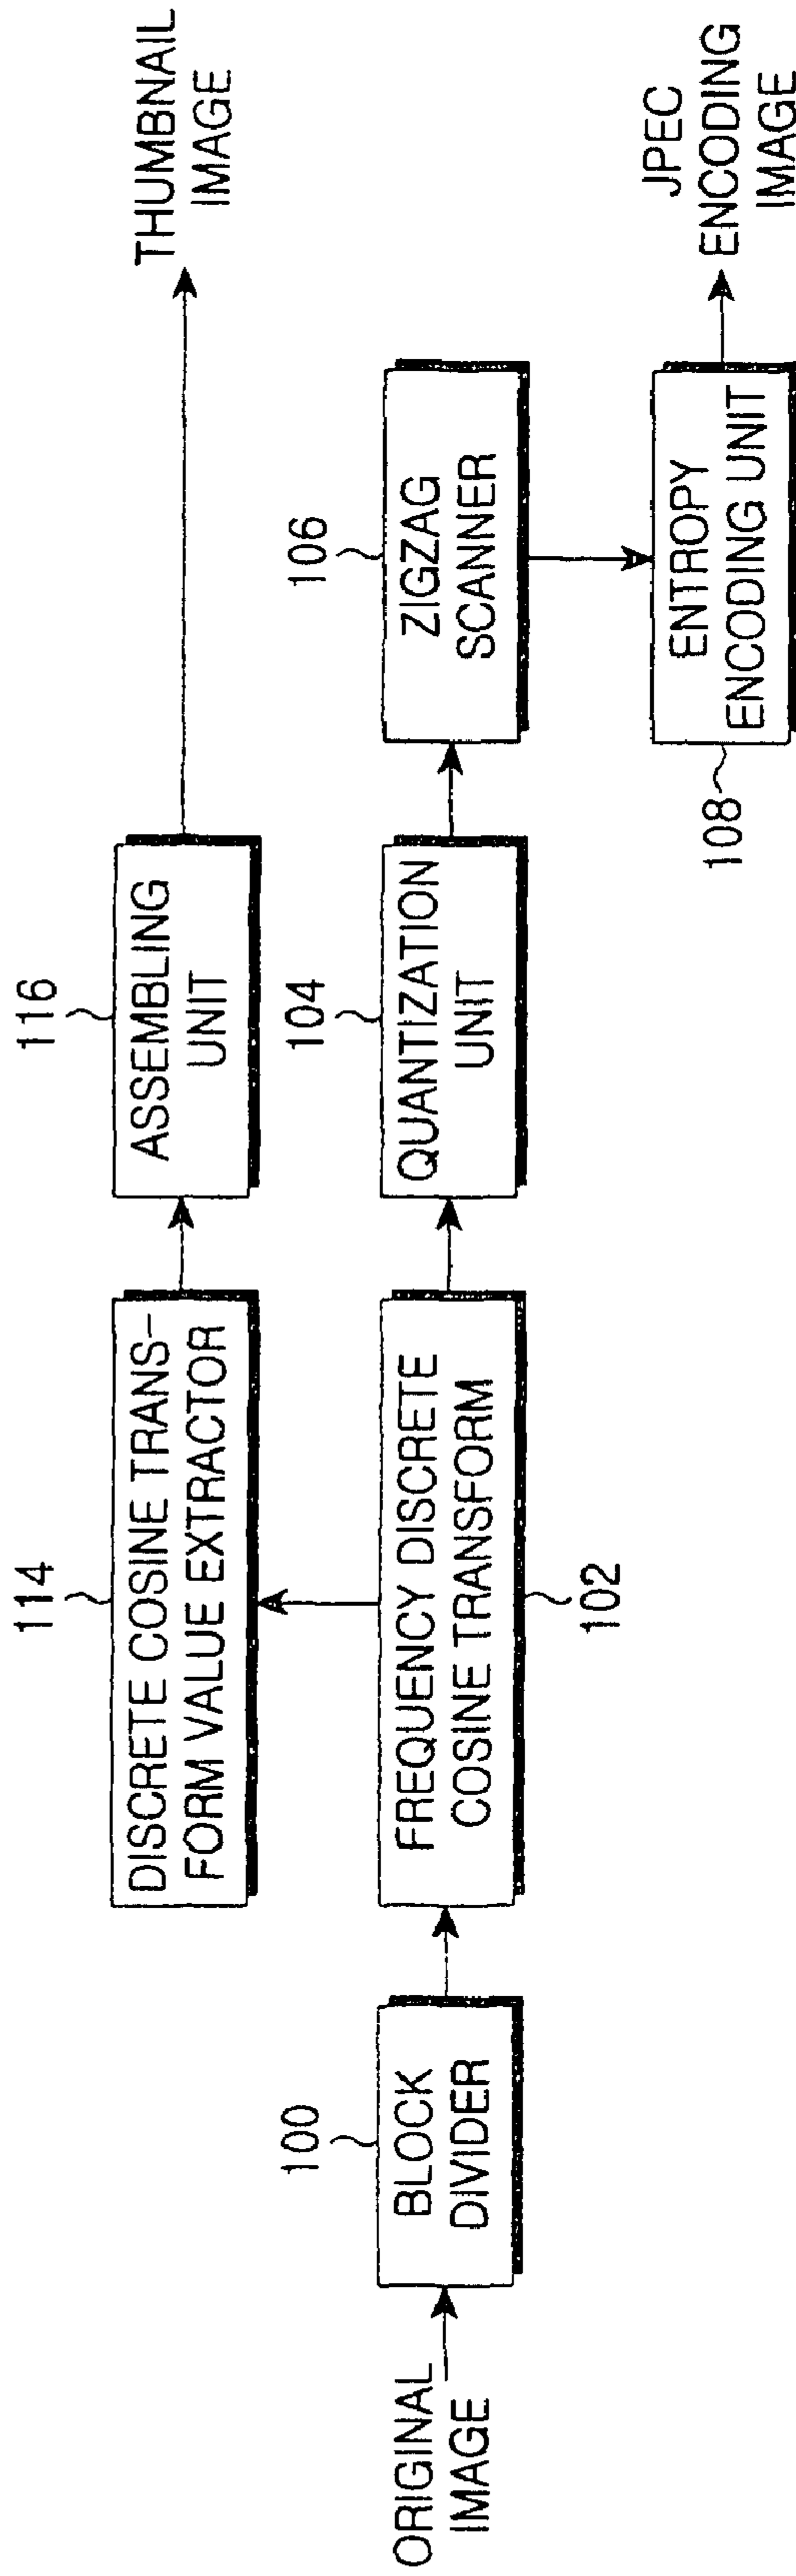 ORIGINAL
IMAGE
100
BLOCK
DIVIDER
114
DISCRETE COSINE TRANS-
FORM VALUE EXTRACTOR
FREQUENCY DISCRETE
COSINE TRANSFORM
102
116
ASSEMBLING
UNIT
104
QUANTIZATION
UNIT
106
ZIGZAG
SCANNER
108
ENTROPY
ENCODING UNIT
THUMBNAIL
IMAGE
JPEC
ENCODING
IMAGE